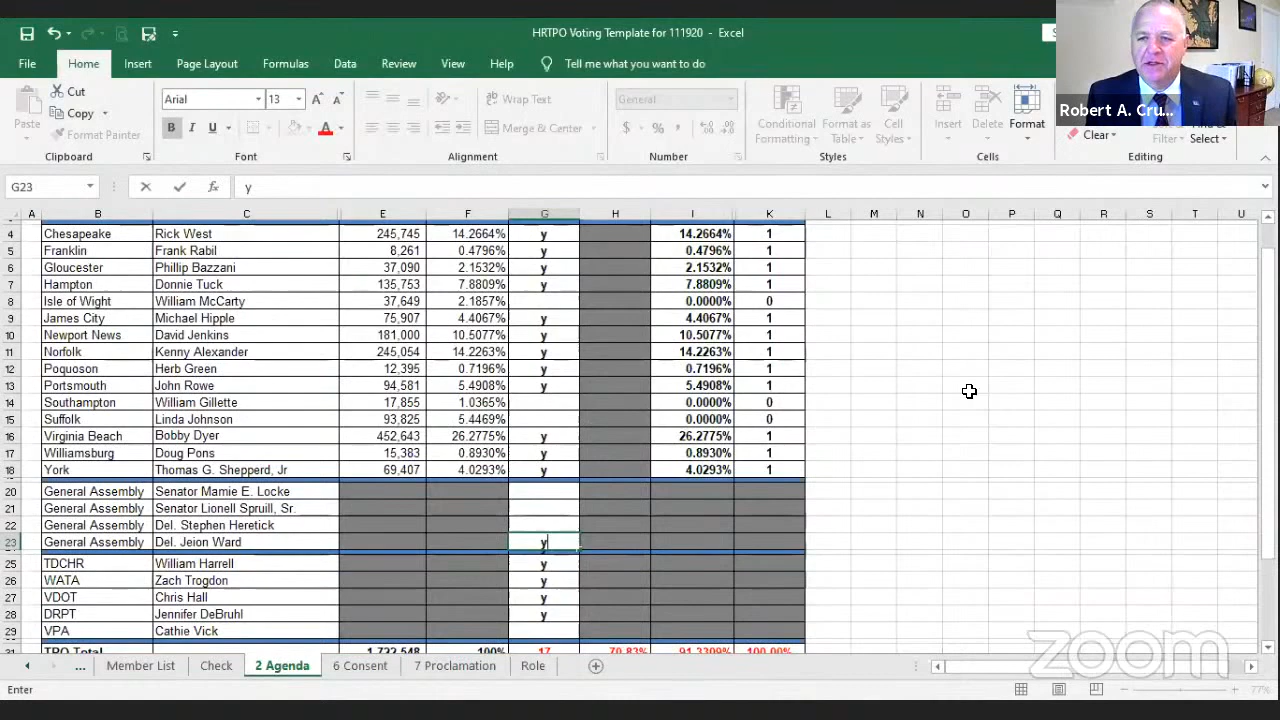 HRTPO Voting Template for 111920 - Excel
File Home Insert Page Layout Formulas Data Review View Help Tell me what you want to do
Robert A. Cru...
Cut
Copy
Format Painter
Paste
Clipboard
Arial 13
B I U
Font
Wrap Text
Merge & Center
Alignment
General
$ %
Number
Conditional Formatting
Format as Table
Cell Styles
Styles
Insert Delete Format
Cells
Clear
Filter Select
Editing
G23 fx y
A B C E F G H I K L M N O P Q R S T U
4 Chesapeake Rick West 245,745 14.2664% y 14.2664% 1
5 Franklin Frank Rabil 8,261 0.4796% y 0.4796% 1
6 Gloucester Phillip Bazzani 37,090 2.1532% y 2.1532% 1
7 Hampton Donnie Tuck 135,753 7.8809% y 7.8809% 1
8 Isle of Wight William McCarty 37,649 2.1857% 0.0000% 0
9 James City Michael Hipple 75,907 4.4067% y 4.4067% 1
10 Newport News David Jenkins 181,000 10.5077% y 10.5077% 1
11 Norfolk Kenny Alexander 245,054 14.2263% y 14.2263% 1
12 Poquoson Herb Green 12,395 0.7196% y 0.7196% 1
13 Portsmouth John Rowe 94,581 5.4908% y 5.4908% 1
14 Southampton William Gillette 17,855 1.0365% 0.0000% 0
15 Suffolk Linda Johnson 93,825 5.4469% 0.0000% 0
16 Virginia Beach Bobby Dyer 452,643 26.2775% y 26.2775% 1
17 Williamsburg Doug Pons 15,383 0.8930% y 0.8930% 1
18 York Thomas G. Shepperd, Jr 69,407 4.0293% y 4.0293% 1
20 General Assembly Senator Mamie E. Locke
21 General Assembly Senator Lionell Spruill, Sr.
22 General Assembly Del. Stephen Heretick
23 General Assembly Del. Jeion Ward y
25 TDCHR William Harrell y
26 WATA Zach Trogdon y
27 VDOT Chris Hall y
28 DRPT Jennifer DeBruhl y
29 VPA Cathie Vick
31 TPO Total 100% 17 70.83% 100.00%
... Member List Check 2 Agenda 6 Consent 7 Proclamation Role
Enter 77%
zoom